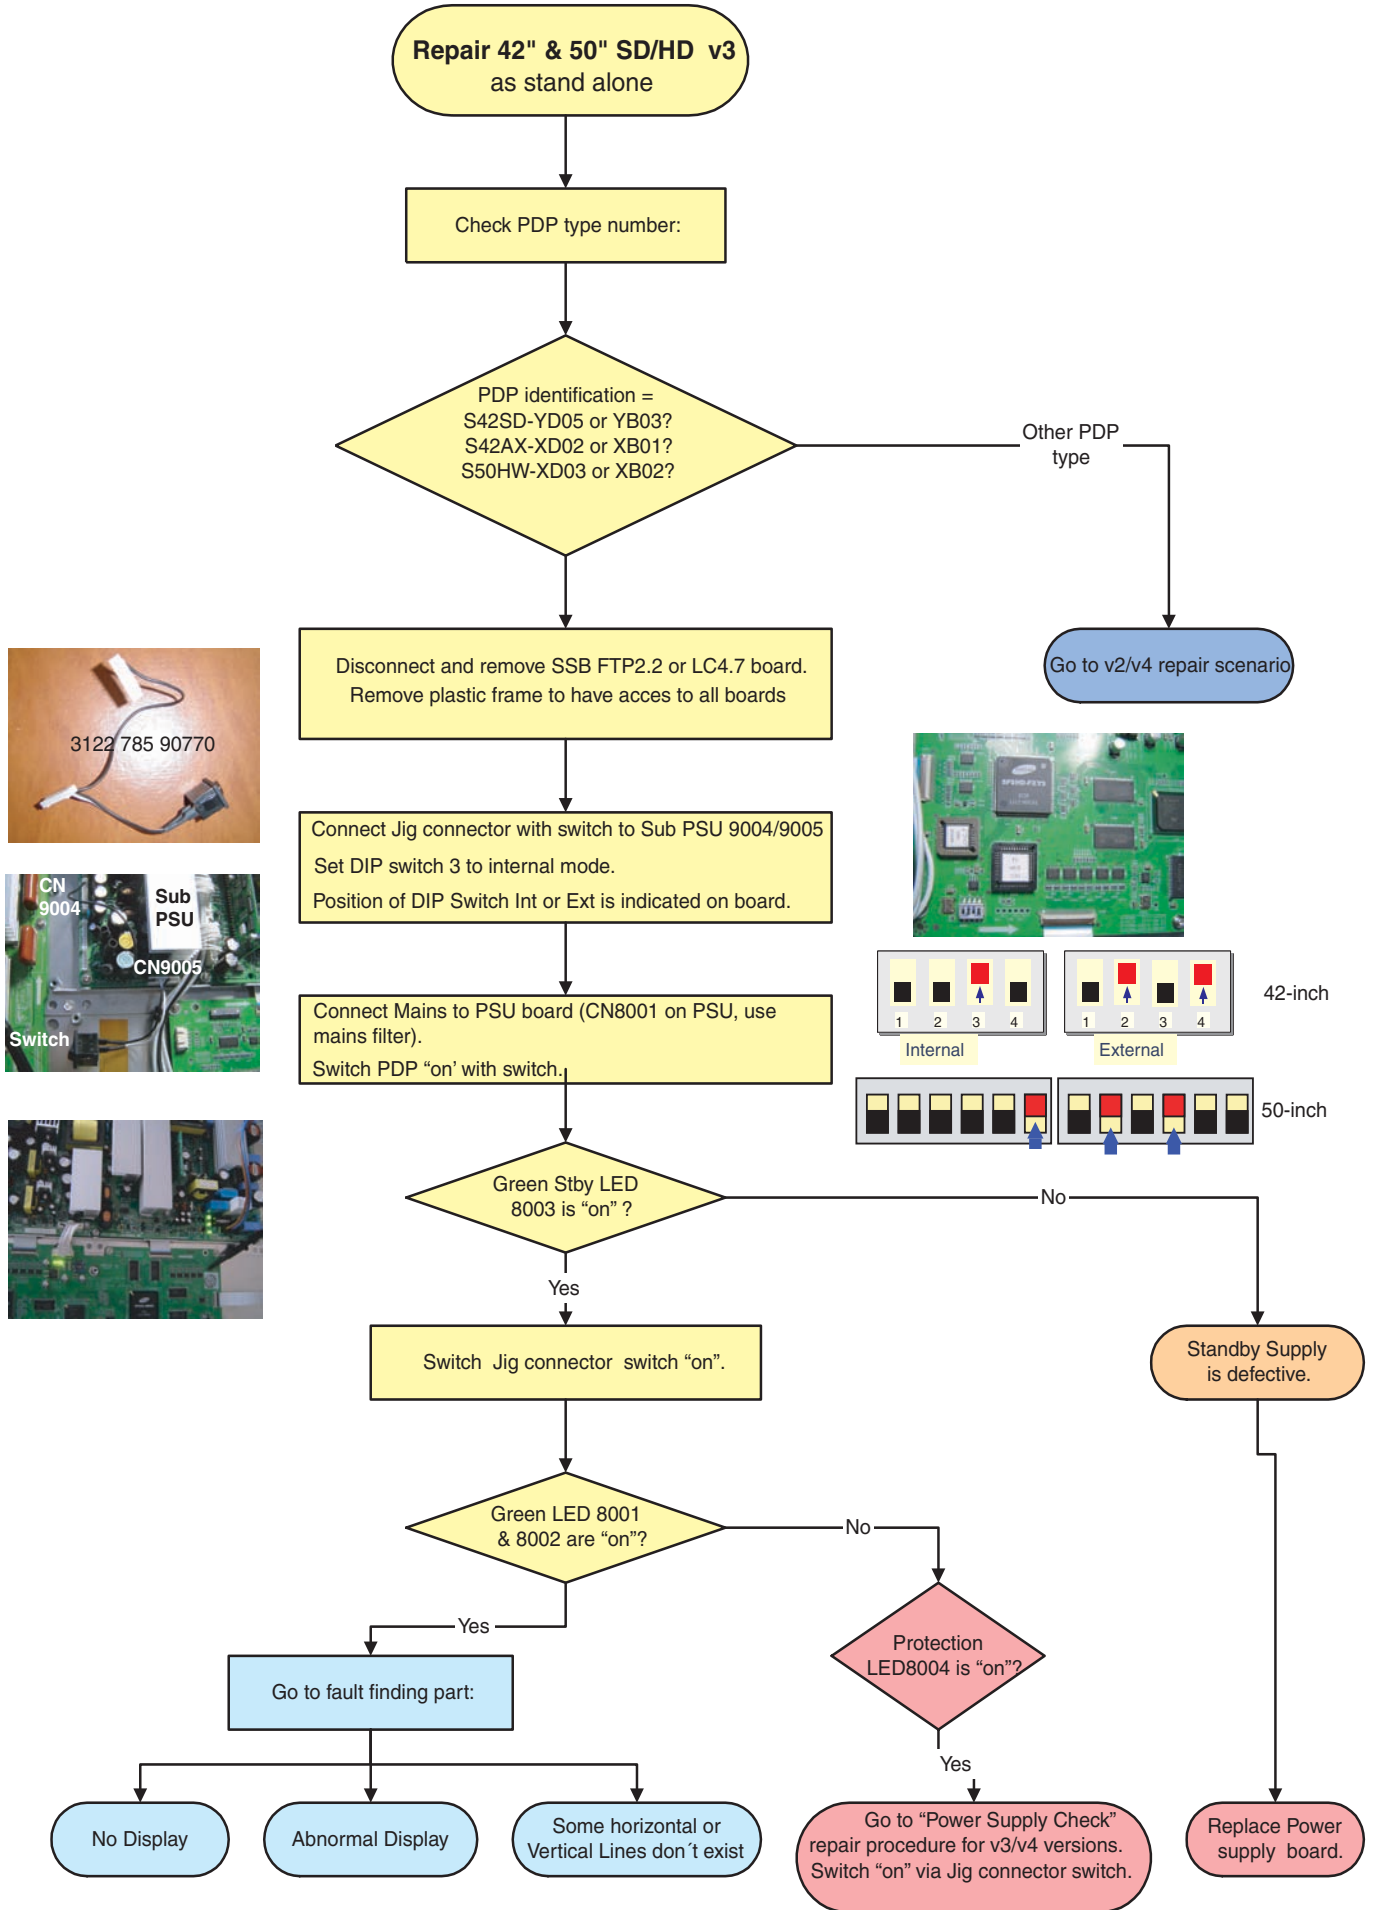 Repair 42" & 50" SD/HD v3
as stand alone
Check PDP type number:
PDP identification =
S42SD-YD05 or YB03?
S42AX-XD02 or XB01?
S50HW-XD03 or XB02?
Other PDP
type
Disconnect and remove SSB FTP2.2 or LC4.7 board.
Remove plastic frame to have acces to all boards
Go to v2/v4 repair scenario
3122 785 90770
Connect Jig connector with switch to Sub PSU 9004/9005
Set DIP switch 3 to internal mode.
Position of DIP Switch Int or Ext is indicated on board.
CN
9004
Sub
PSU
CN9005
Switch
Connect Mains to PSU board (CN8001 on PSU, use
mains filter).
Switch PDP “on’ with switch.
1 2 3 4
Internal
1 2 3 4
External
42-inch
50-inch
Green Stby LED
8003 is “on” ?
No
Yes
Switch Jig connector switch “on”.
Standby Supply
is defective.
Green LED 8001
& 8002 are “on”?
No
Yes
Protection
LED8004 is “on”?
Go to fault finding part:
Yes
No Display
Abnormal Display
Some horizontal or
Vertical Lines don´t exist
Go to “Power Supply Check”
repair procedure for v3/v4 versions.
Switch “on” via Jig connector switch.
Replace Power
supply board.